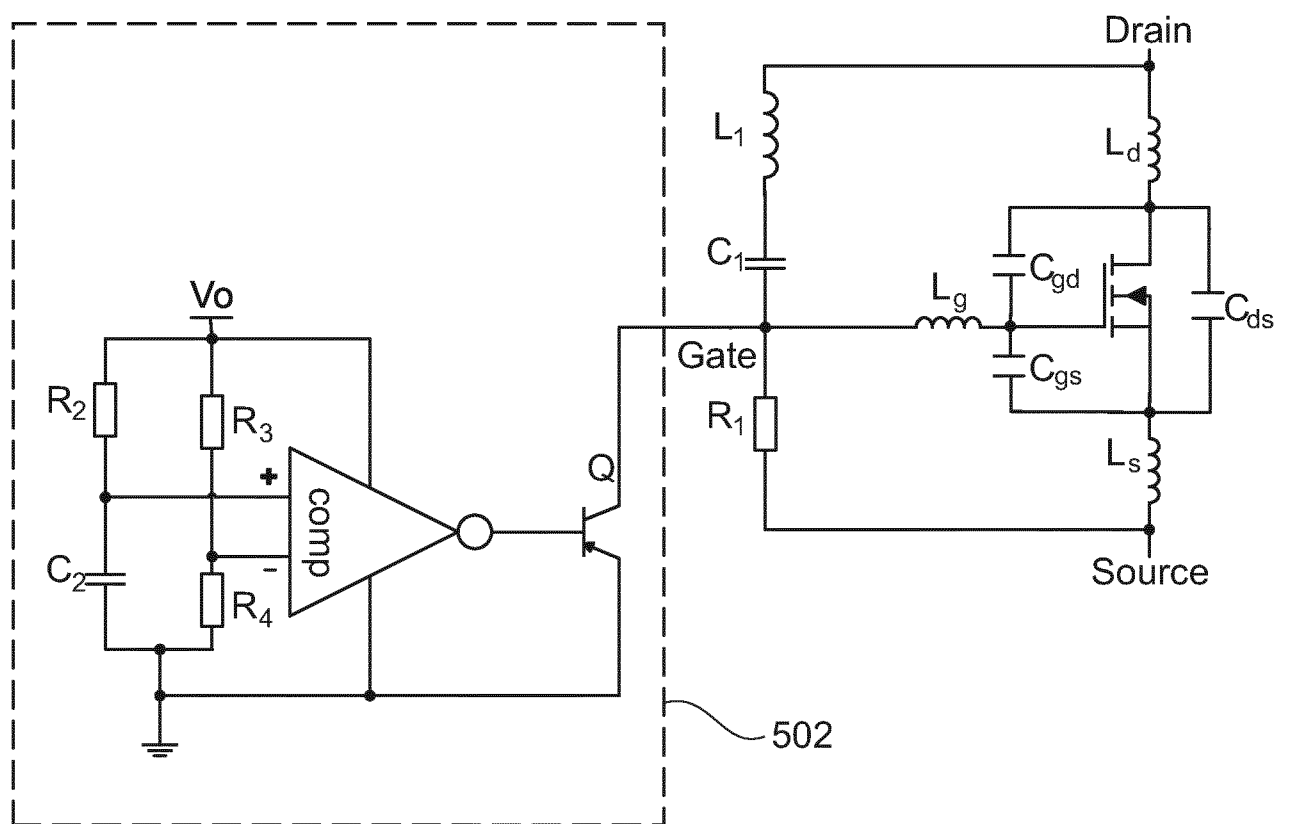 Drain
L1
Ld
C1
Cgd
Lg
Cds
Vo
Gate
Cgs
R2
R3
R1
Q
Ls
+
comp
-
C2
R4
Source
502